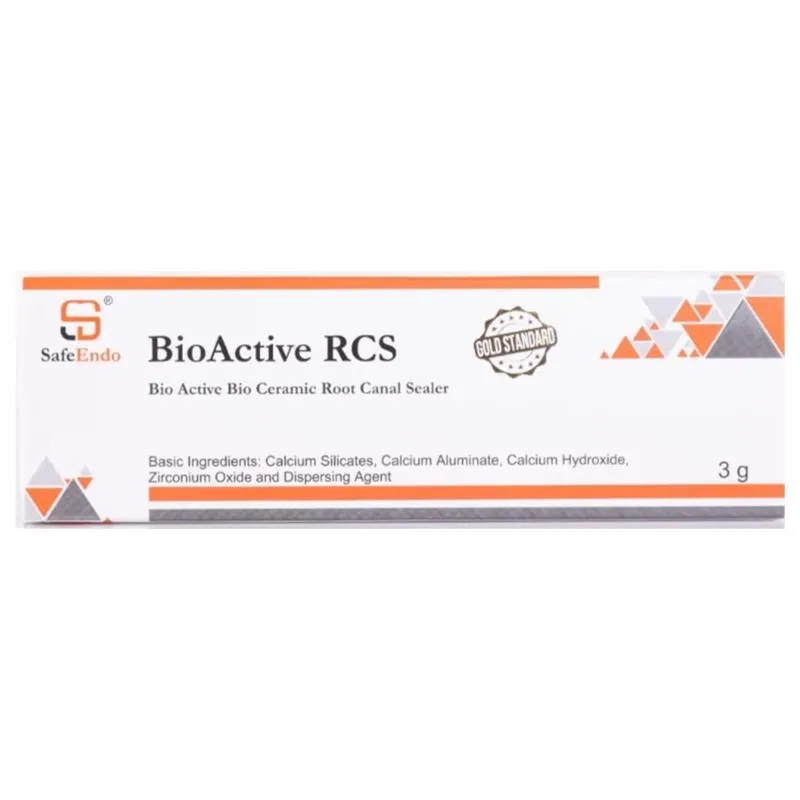 ®
SafeEndo
BioActive RCS
GOLD STANDARD
Bio Active Bio Ceramic Root Canal Sealer
Basic Ingredients: Calcium Silicates, Calcium Aluminate, Calcium Hydroxide,
Zirconium Oxide and Dispersing Agent
3 g